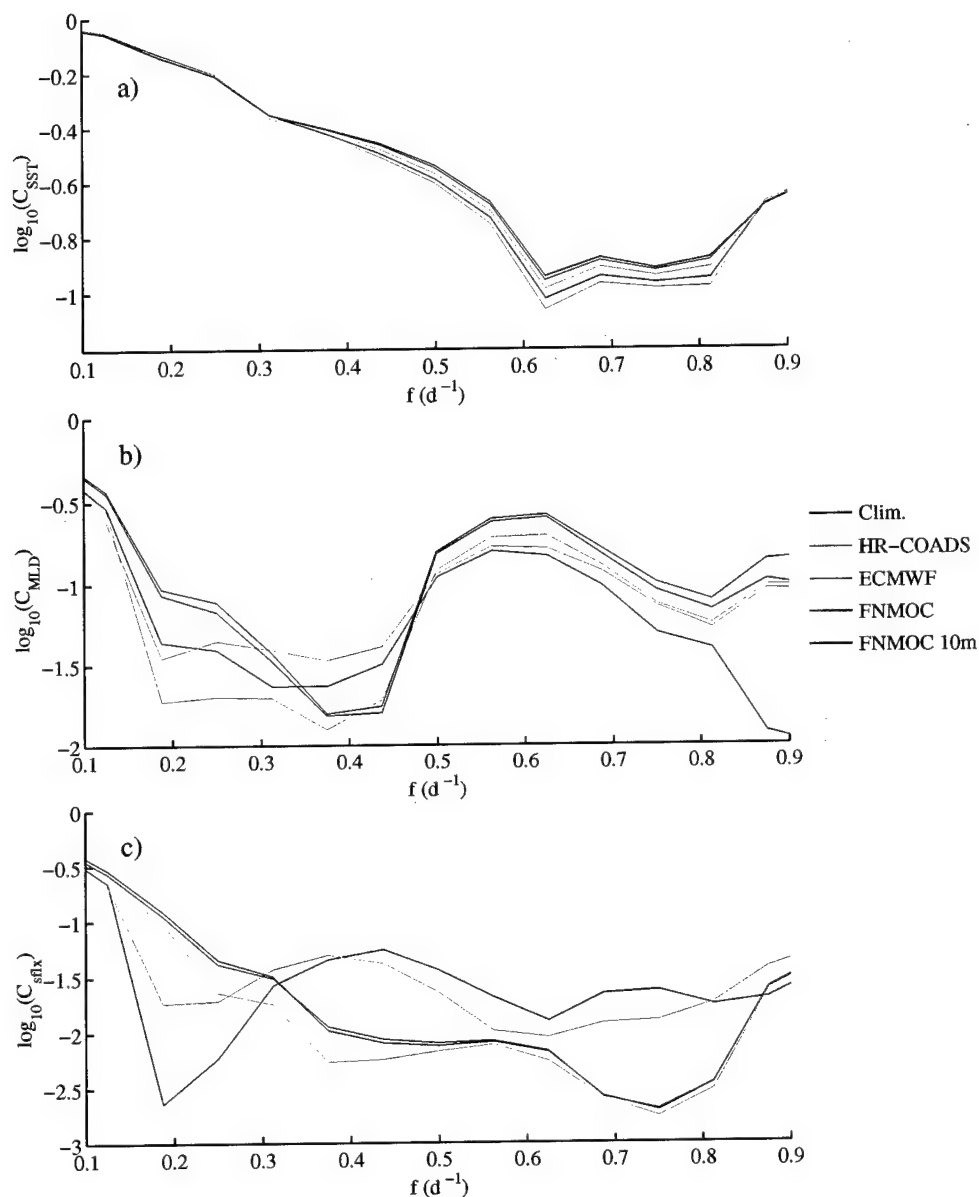 0
−0.2
−0.4
−0.6
−0.8
−1
log10(CSST)
a)
0.1 0.2 0.3 0.4 0.5 0.6 0.7 0.8 0.9
f (d−1)
0
−0.5
−1
−1.5
−2
log10(CMLD)
b)
0.1 0.2 0.3 0.4 0.5 0.6 0.7 0.8 0.9
f (d−1)
Clim.
HR−COADS
ECMWF
FNMOC
FNMOC 10m
0
−0.5
−1
−1.5
−2
−2.5
−3
log10(Csflx)
c)
0.1 0.2 0.3 0.4 0.5 0.6 0.7 0.8 0.9
f (d−1)